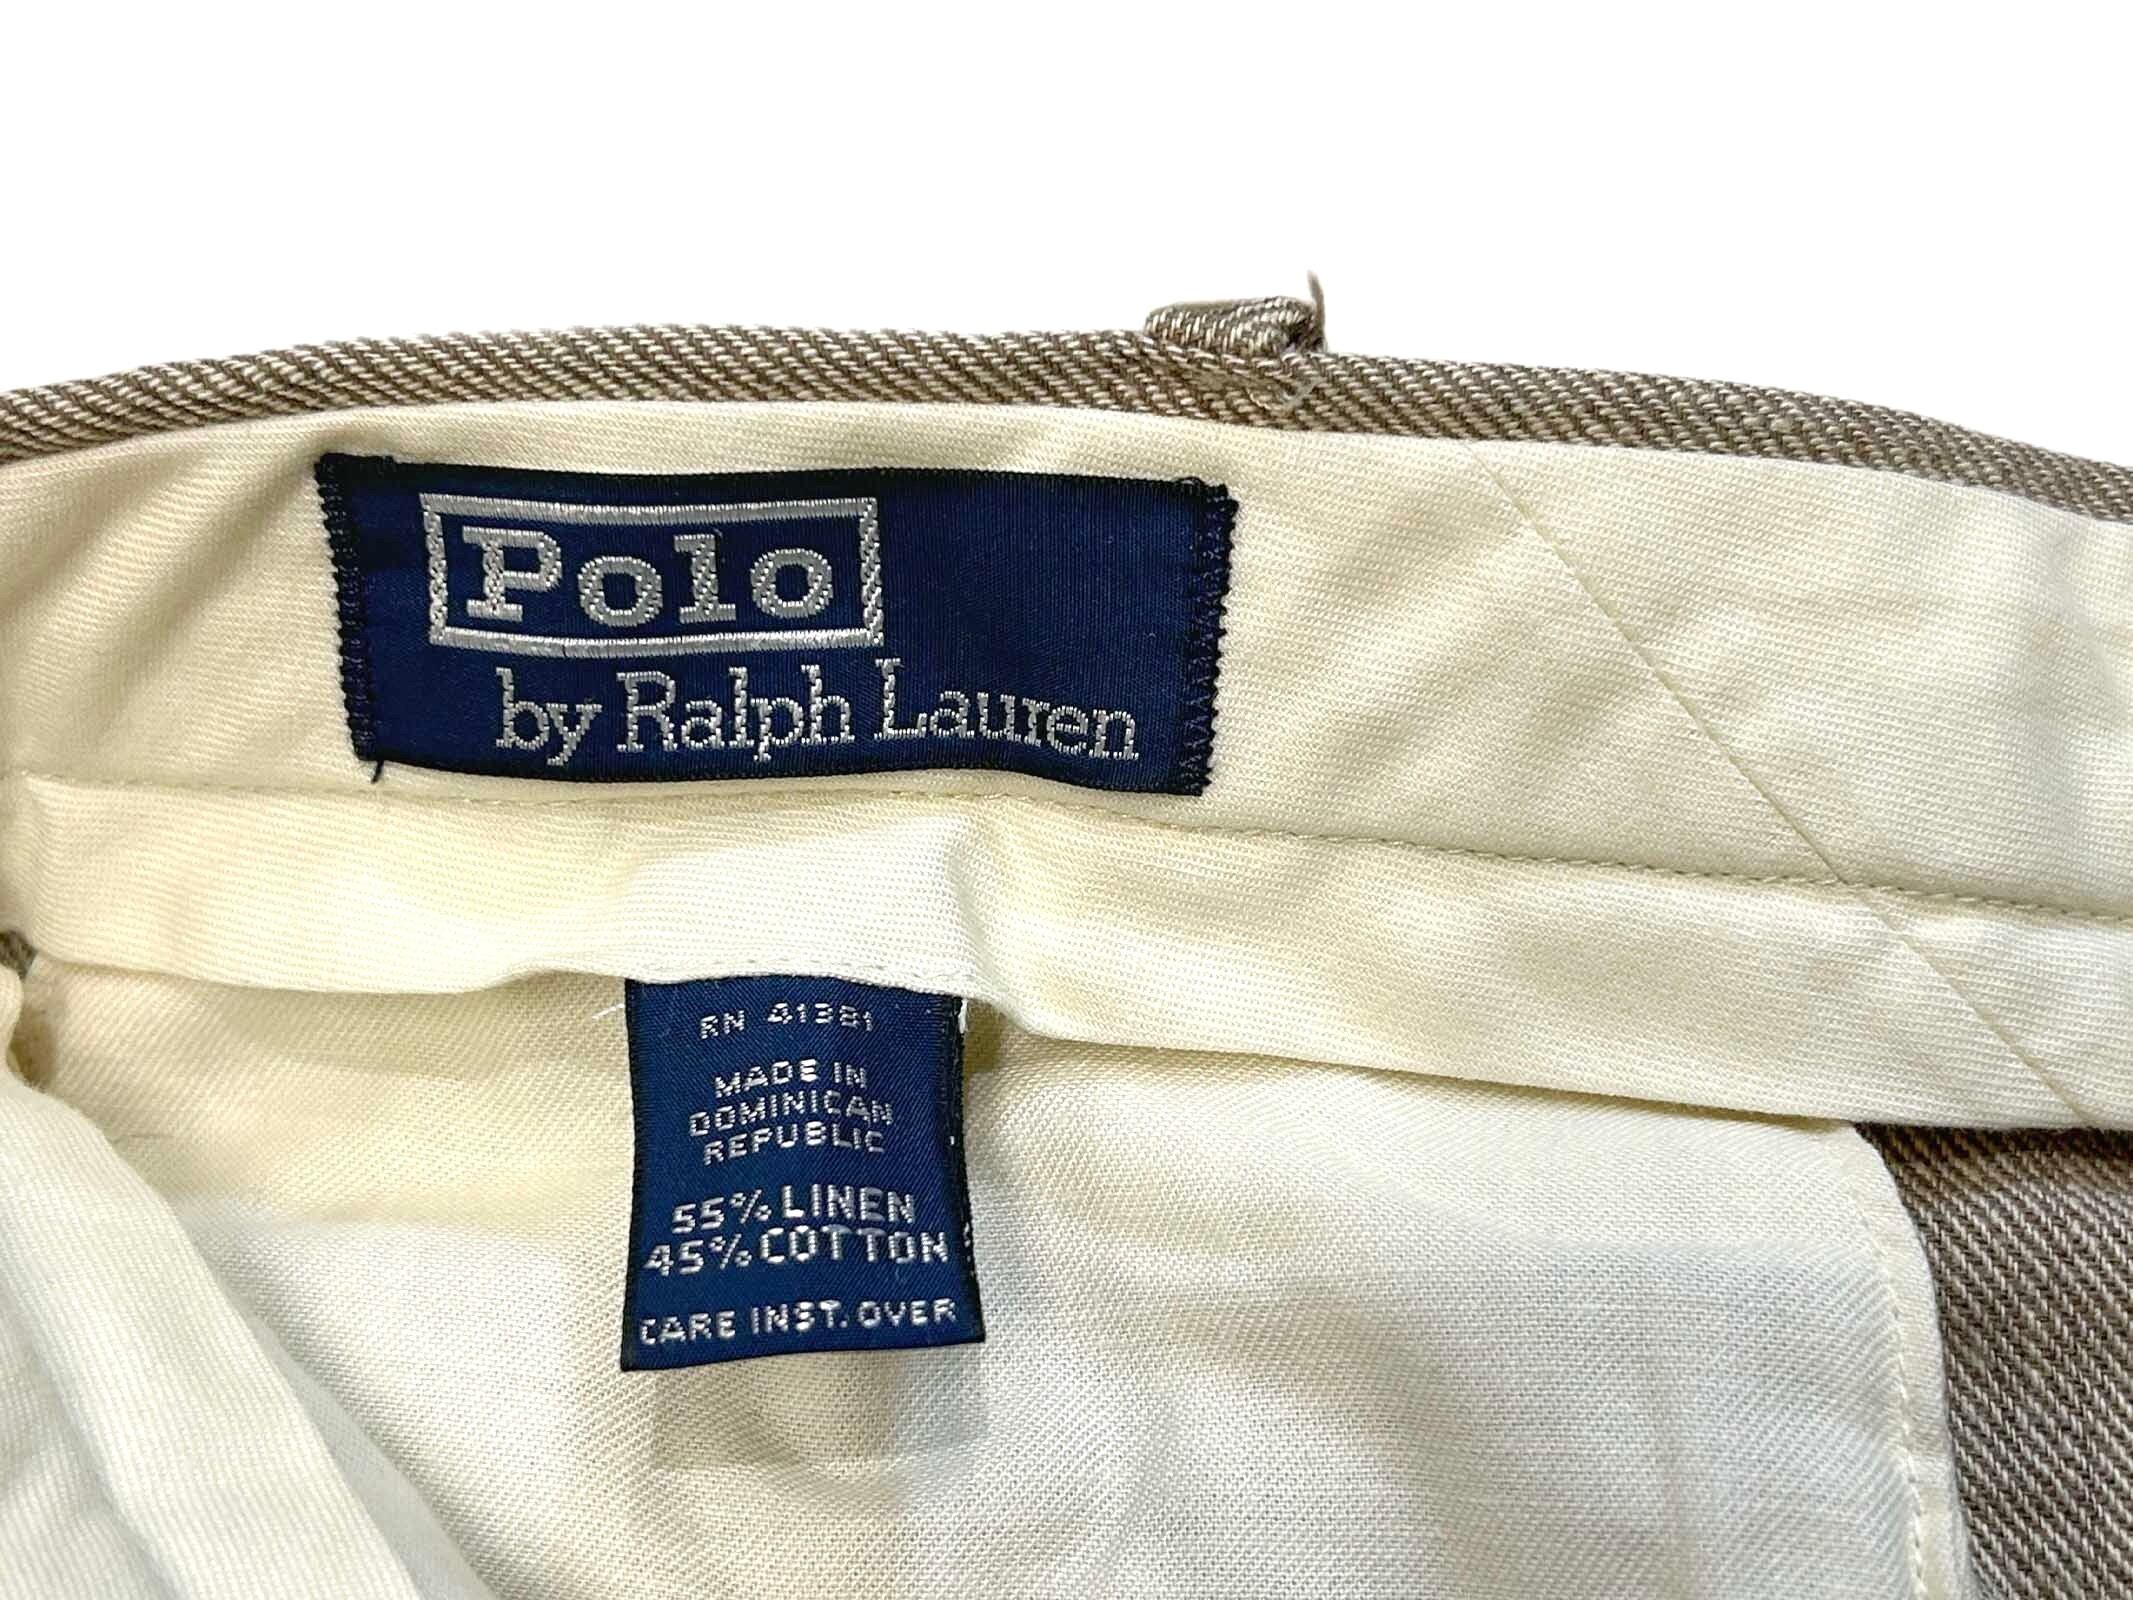 Polo
by Ralph Lauren
RN 41381
MADE IN
DOMINICAN
REPUBLIC
55% LINEN
45% COTTON
CARE INST. OVER